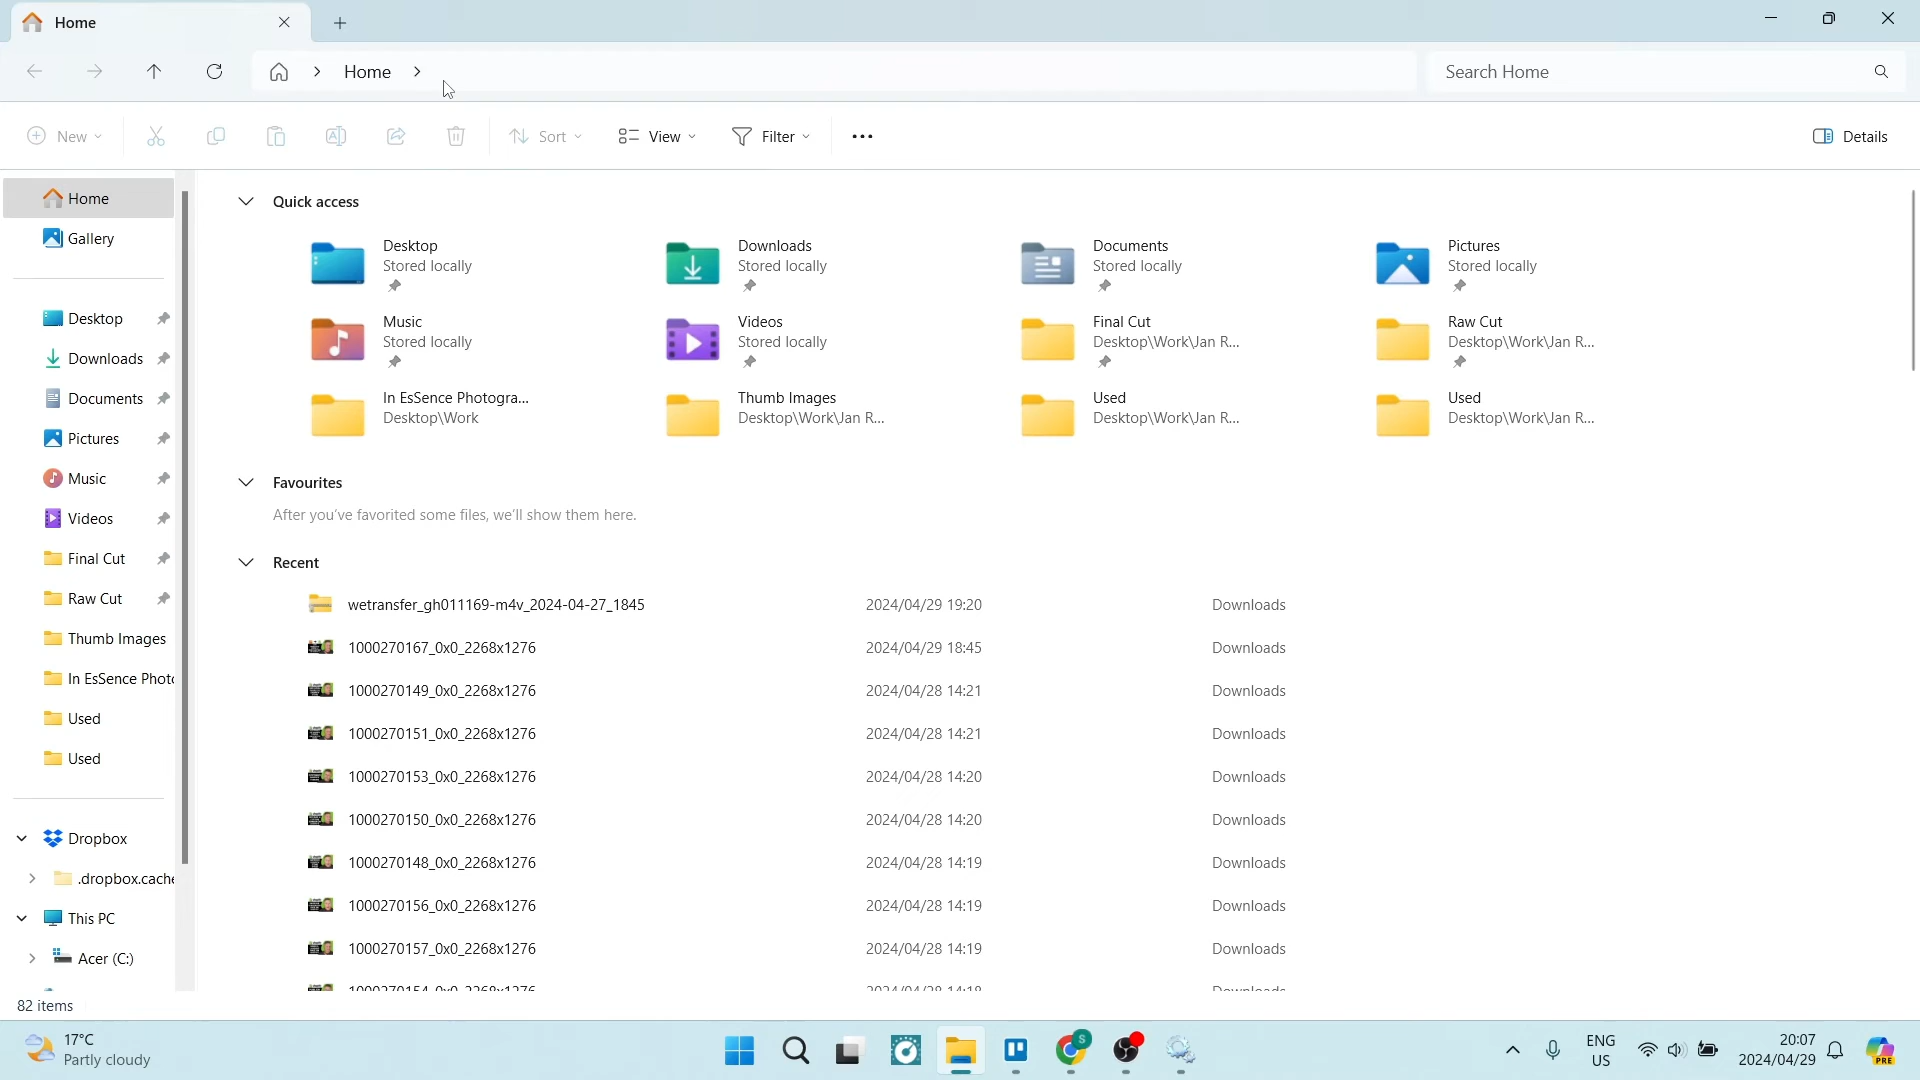 Home
Home
Search Home
New
Sort
View
Filter
Details
Home
Gallery
Desktop
Downloads
Documents
Pictures
Music
Videos
Final Cut
Raw Cut
Thumb Images
In EsSence Photo
Used
Used
Dropbox
.dropbox.cache
This PC
Acer (C:)
Quick access
Desktop
Stored locally
Downloads
Stored locally
Documents
Stored locally
Pictures
Stored locally
Music
Stored locally
Videos
Stored locally
Final Cut
Desktop\Work\Jan R...
Raw Cut
Desktop\Work\Jan R...
In EsSence Photogra...
Desktop\Work
Thumb Images
Desktop\Work\Jan R...
Used
Desktop\Work\Jan R...
Used
Desktop\Work\Jan R...
Favourites
After you've favorited some files, we'll show them here.
Recent
wetransfer_gh011169-m4v_2024-04-27_1845 2024/04/29 19:20 Downloads
1000270167_0x0_2268x1276 2024/04/29 18:45 Downloads
1000270149_0x0_2268x1276 2024/04/28 14:21 Downloads
1000270151_0x0_2268x1276 2024/04/28 14:21 Downloads
1000270153_0x0_2268x1276 2024/04/28 14:20 Downloads
1000270150_0x0_2268x1276 2024/04/28 14:20 Downloads
1000270148_0x0_2268x1276 2024/04/28 14:19 Downloads
1000270156_0x0_2268x1276 2024/04/28 14:19 Downloads
1000270157_0x0_2268x1276 2024/04/28 14:19 Downloads
1000270154_0x0_2268x1276 2024/04/28 14:18 Downloads
82 items
17°C
Partly cloudy
S
ENG
US
20:07
2024/04/29
PRE